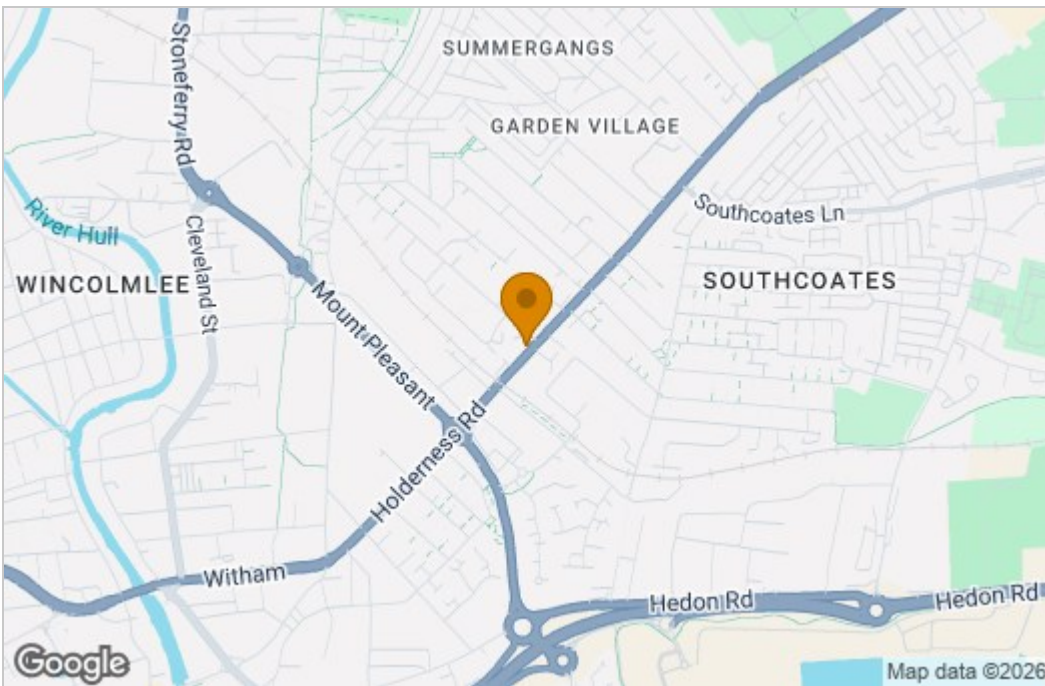 SUMMERGANGS
GARDEN VILLAGE
Stoneferry Rd
Southcoates Ln
River Hull
Cleveland St
WINCOLMLEE
SOUTHCOATES
Mount Pleasant
Holderness Rd
Witham
Hedon Rd
Hedon Rd
Google
Map data ©2026